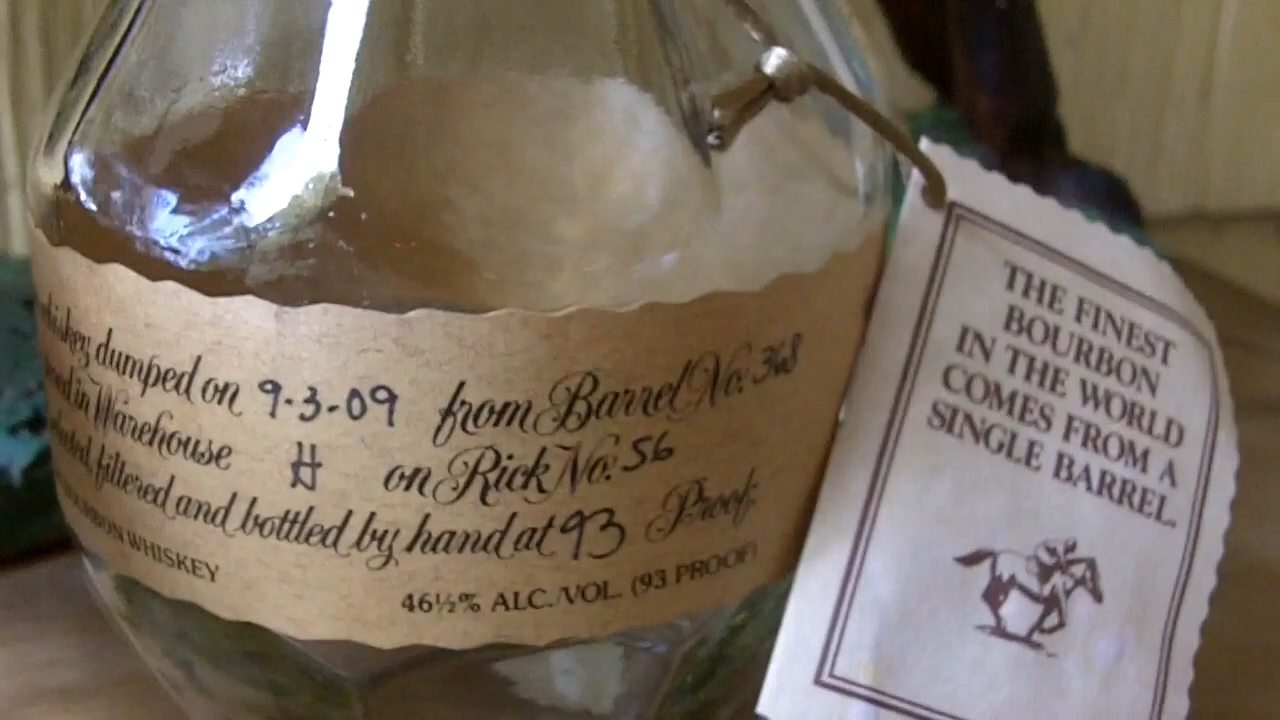 whiskey dumped on 9-3-09 from Barrel No: 368
in Warehouse H on Rick No: 56
filtered and bottled by hand at 93 Proof.
BOURBON WHISKEY
46½% ALC./VOL. (93 PROOF)
THE FINEST
BOURBON
IN THE WORLD
COMES FROM A
SINGLE BARREL.